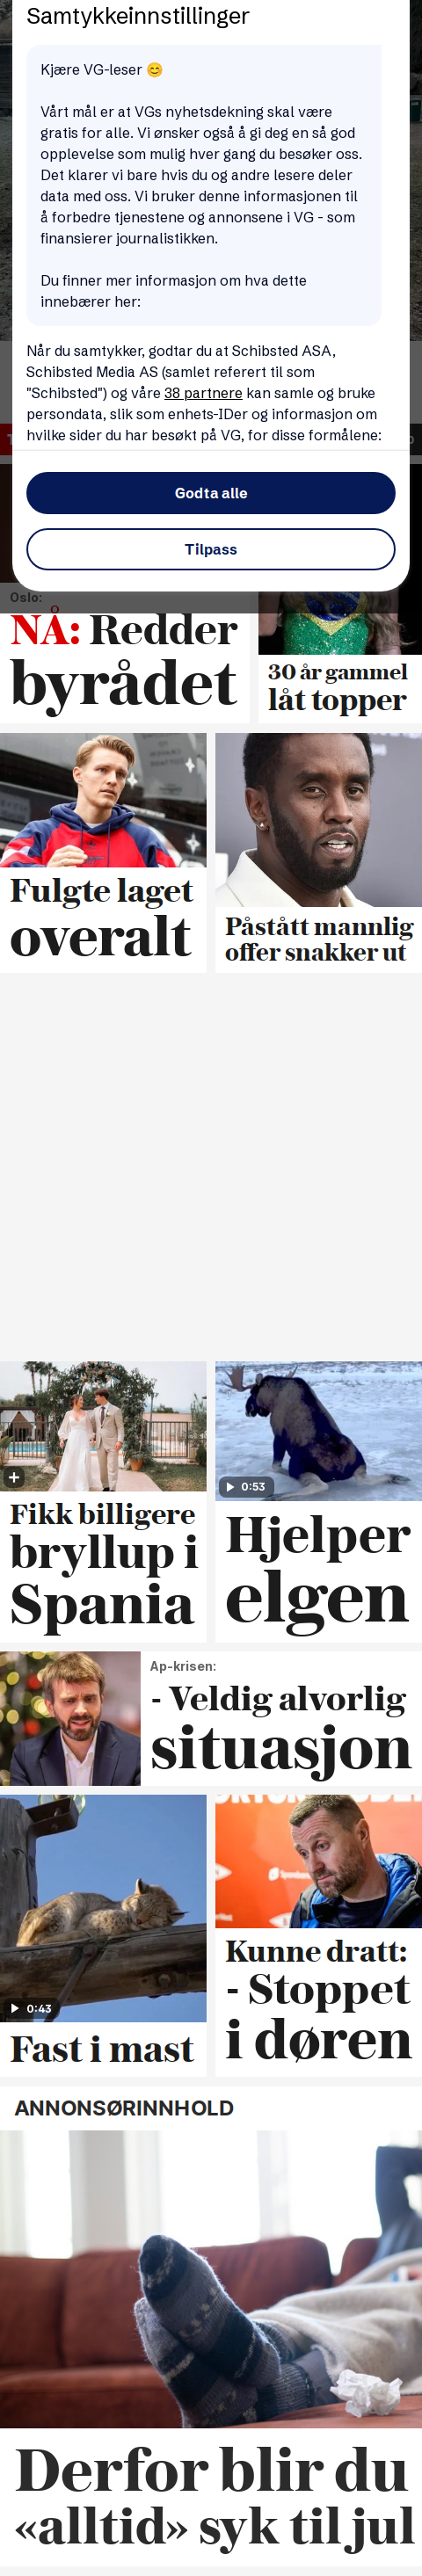 Samtykkeinnstillinger
Kjære VG-leser 😊
Vårt mål er at VGs nyhetsdekning skal være
gratis for alle. Vi ønsker også å gi deg en så god
opplevelse som mulig hver gang du besøker oss.
Det klarer vi bare hvis du og andre lesere deler
data med oss. Vi bruker denne informasjonen til
å forbedre tjenestene og annonsene i VG - som
finansierer journalistikken.
Du finner mer informasjon om hva dette
innebærer her:
Når du samtykker, godtar du at Schibsted ASA,
Schibsted Media AS (samlet referert til som
"Schibsted") og våre 38 partnere kan samle og bruke
persondata, slik som enhets-IDer og informasjon om
hvilke sider du har besøkt på VG, for disse formålene:
Godta alle
Tilpass
Oslo:
NÅ: Redder
byrådet
30 år gammel
låt topper
Fulgte laget
overalt
Påstått mannlig
offer snakker ut
Fikk billigere
bryllup i
Spania
0:53
Hjelper
elgen
Ap-krisen:
- Veldig alvorlig
situasjon
0:43
Fast i mast
Kunne dratt:
- Stoppet
i døren
ANNONSØRINNHOLD
Derfor blir du
«alltid» syk til jul